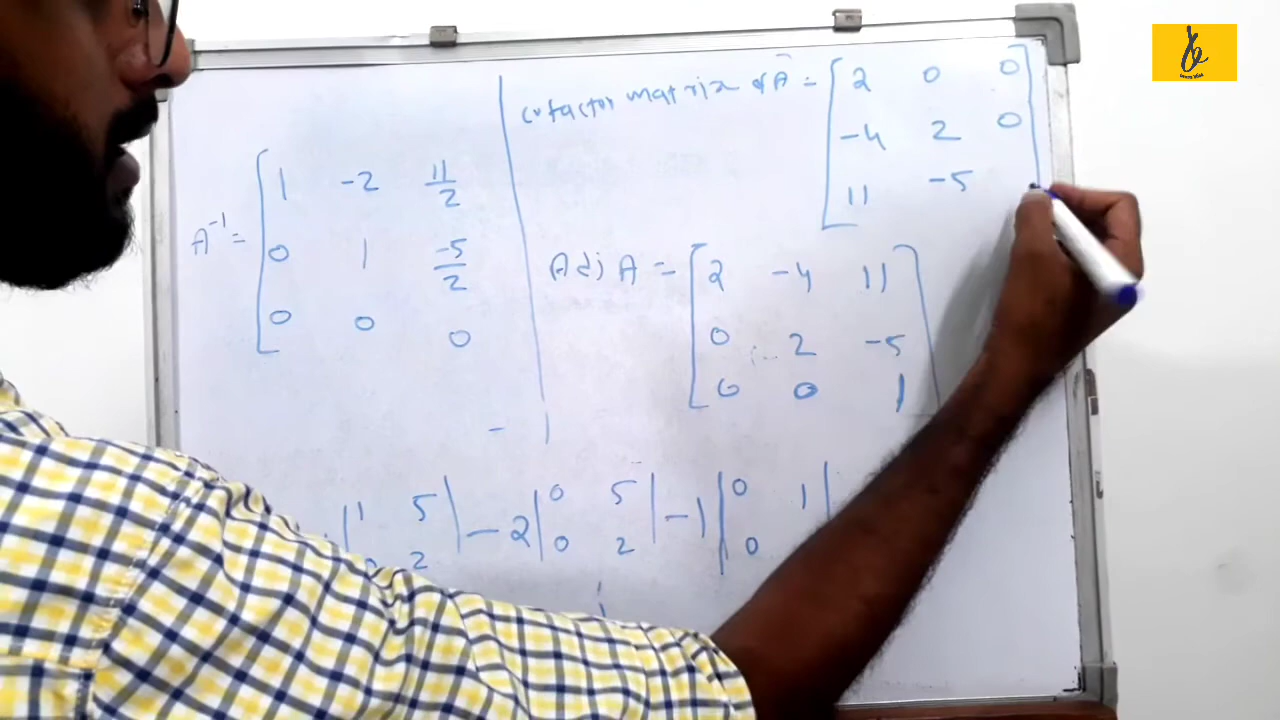 cofactor matrix of A = [ 2 0 0
-4 2 0
11 -5
A⁻¹ = [ 1 -2 11/2
0 1 -5/2
0 0 0
Adj A = [ 2 -4 11 ]
0 2 -5
0 0 1
- 1
| 1 5 | - 2 | 0 5 | - 1 | 0 1 |
2 0 2 0